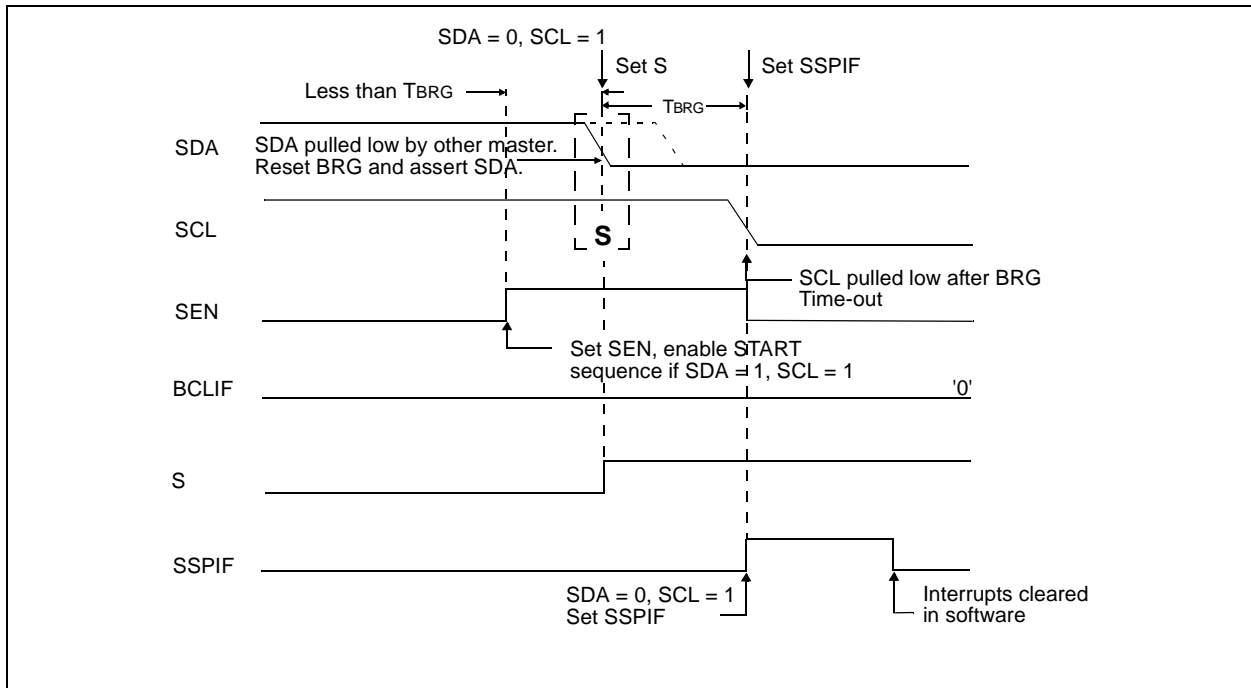 SDA = 0, SCL = 1
Set S
Set SSPIF
Less than TBRG
TBRG
SDA
SDA pulled low by other master.
Reset BRG and assert SDA.
SCL
S
SCL pulled low after BRG
Time-out
SEN
Set SEN, enable START
sequence if SDA = 1, SCL = 1
BCLIF
'0'
S
SSPIF
SDA = 0, SCL = 1
Set SSPIF
Interrupts cleared
in software